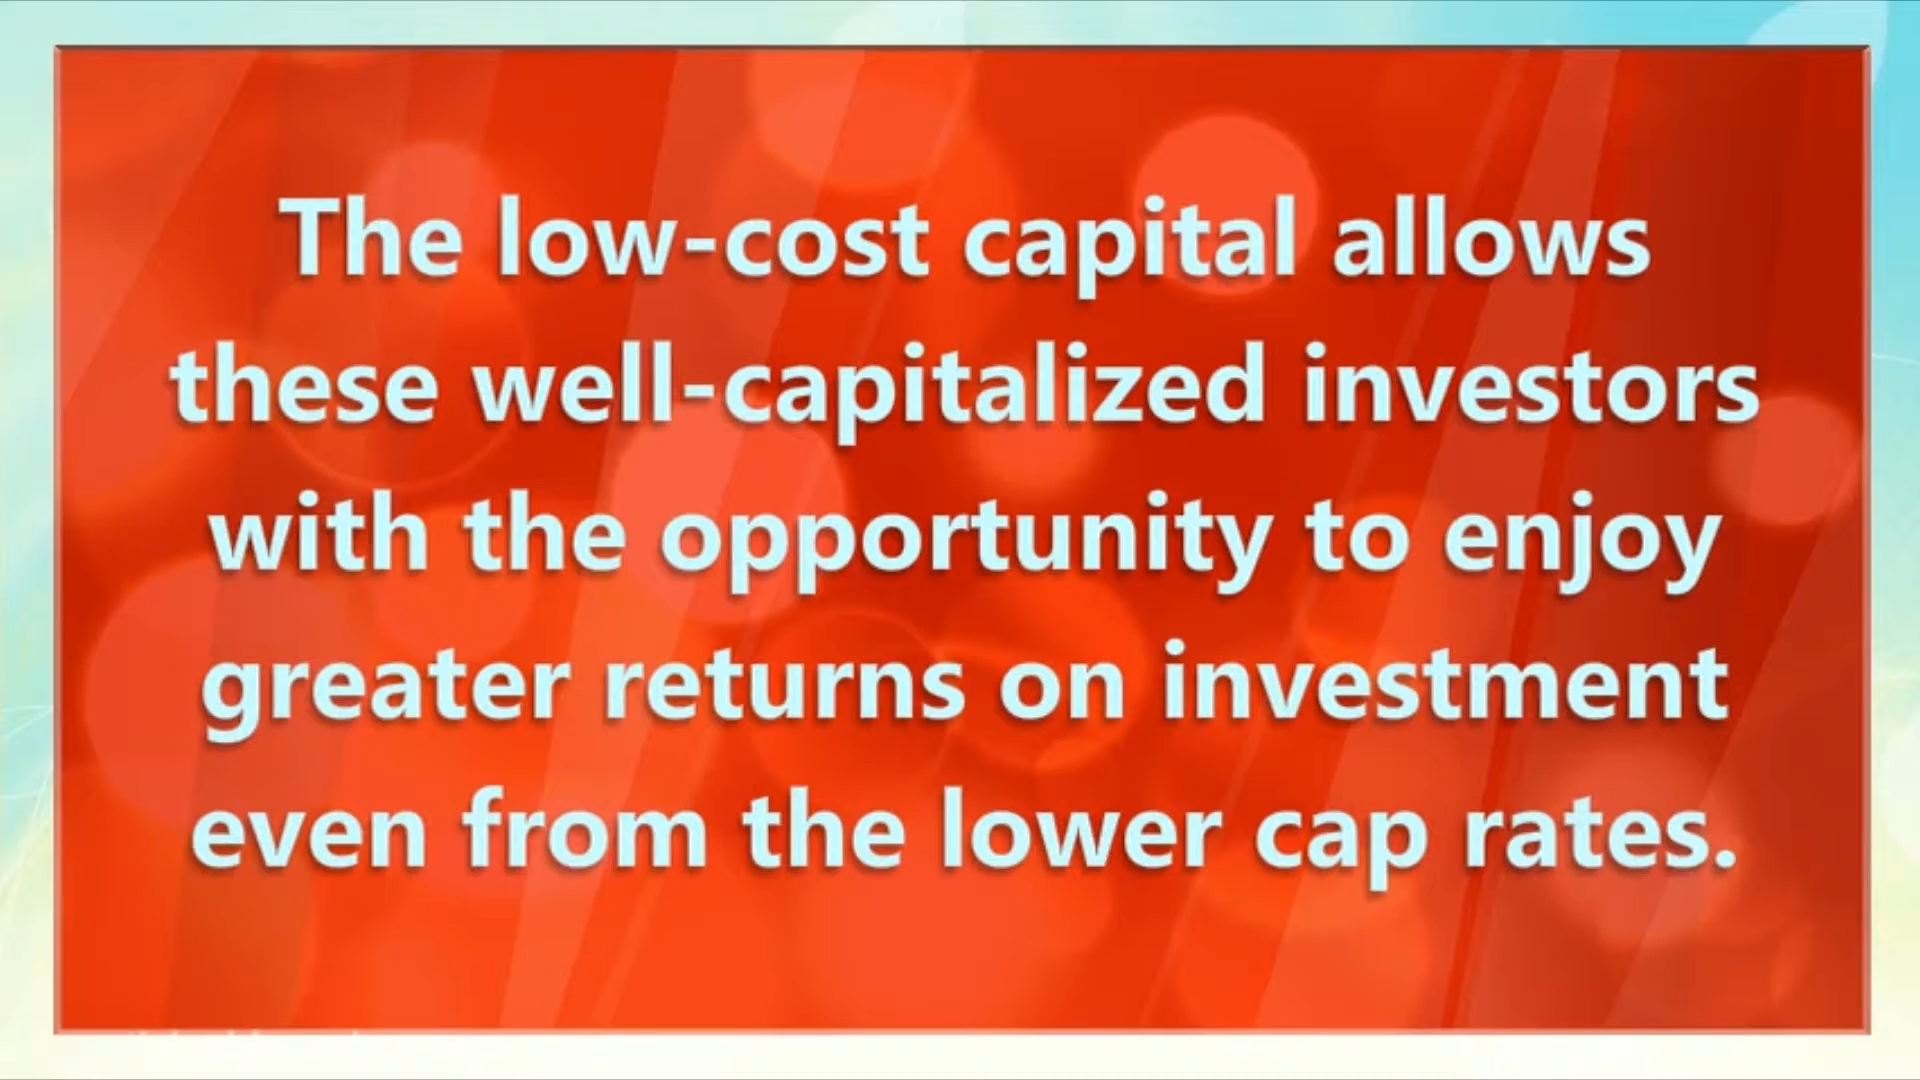 The low-cost capital allows
these well-capitalized investors
with the opportunity to enjoy
greater returns on investment
even from the lower cap rates.